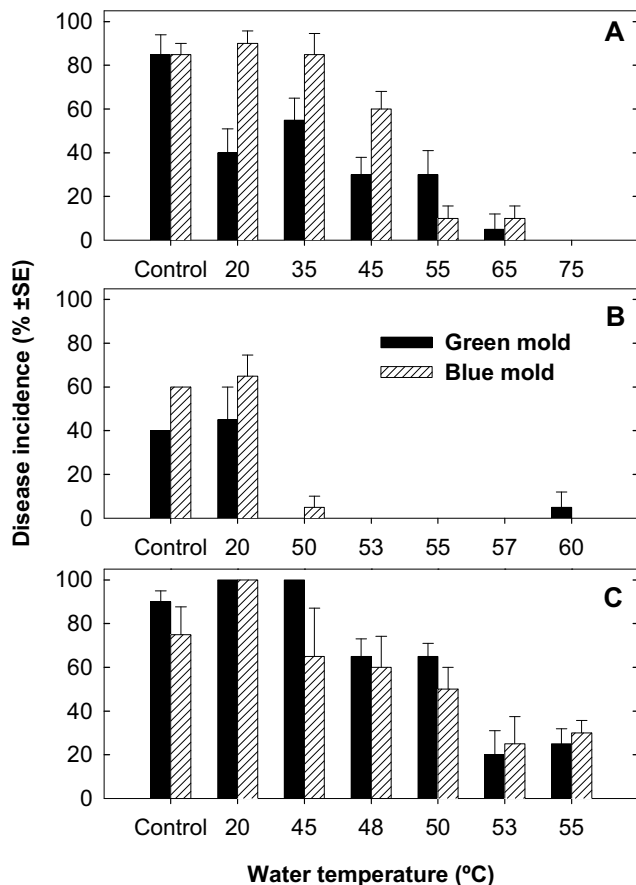 100
A
80
60
40
20
0
Control 20 35 45 55 65 75
100
B
80
Green mold
Blue mold
60
40
20
0
Control 20 50 53 55 57 60
100
C
80
60
40
20
0
Control 20 45 48 50 53 55
Disease incidence (% ±SE)
Water temperature (ºC)